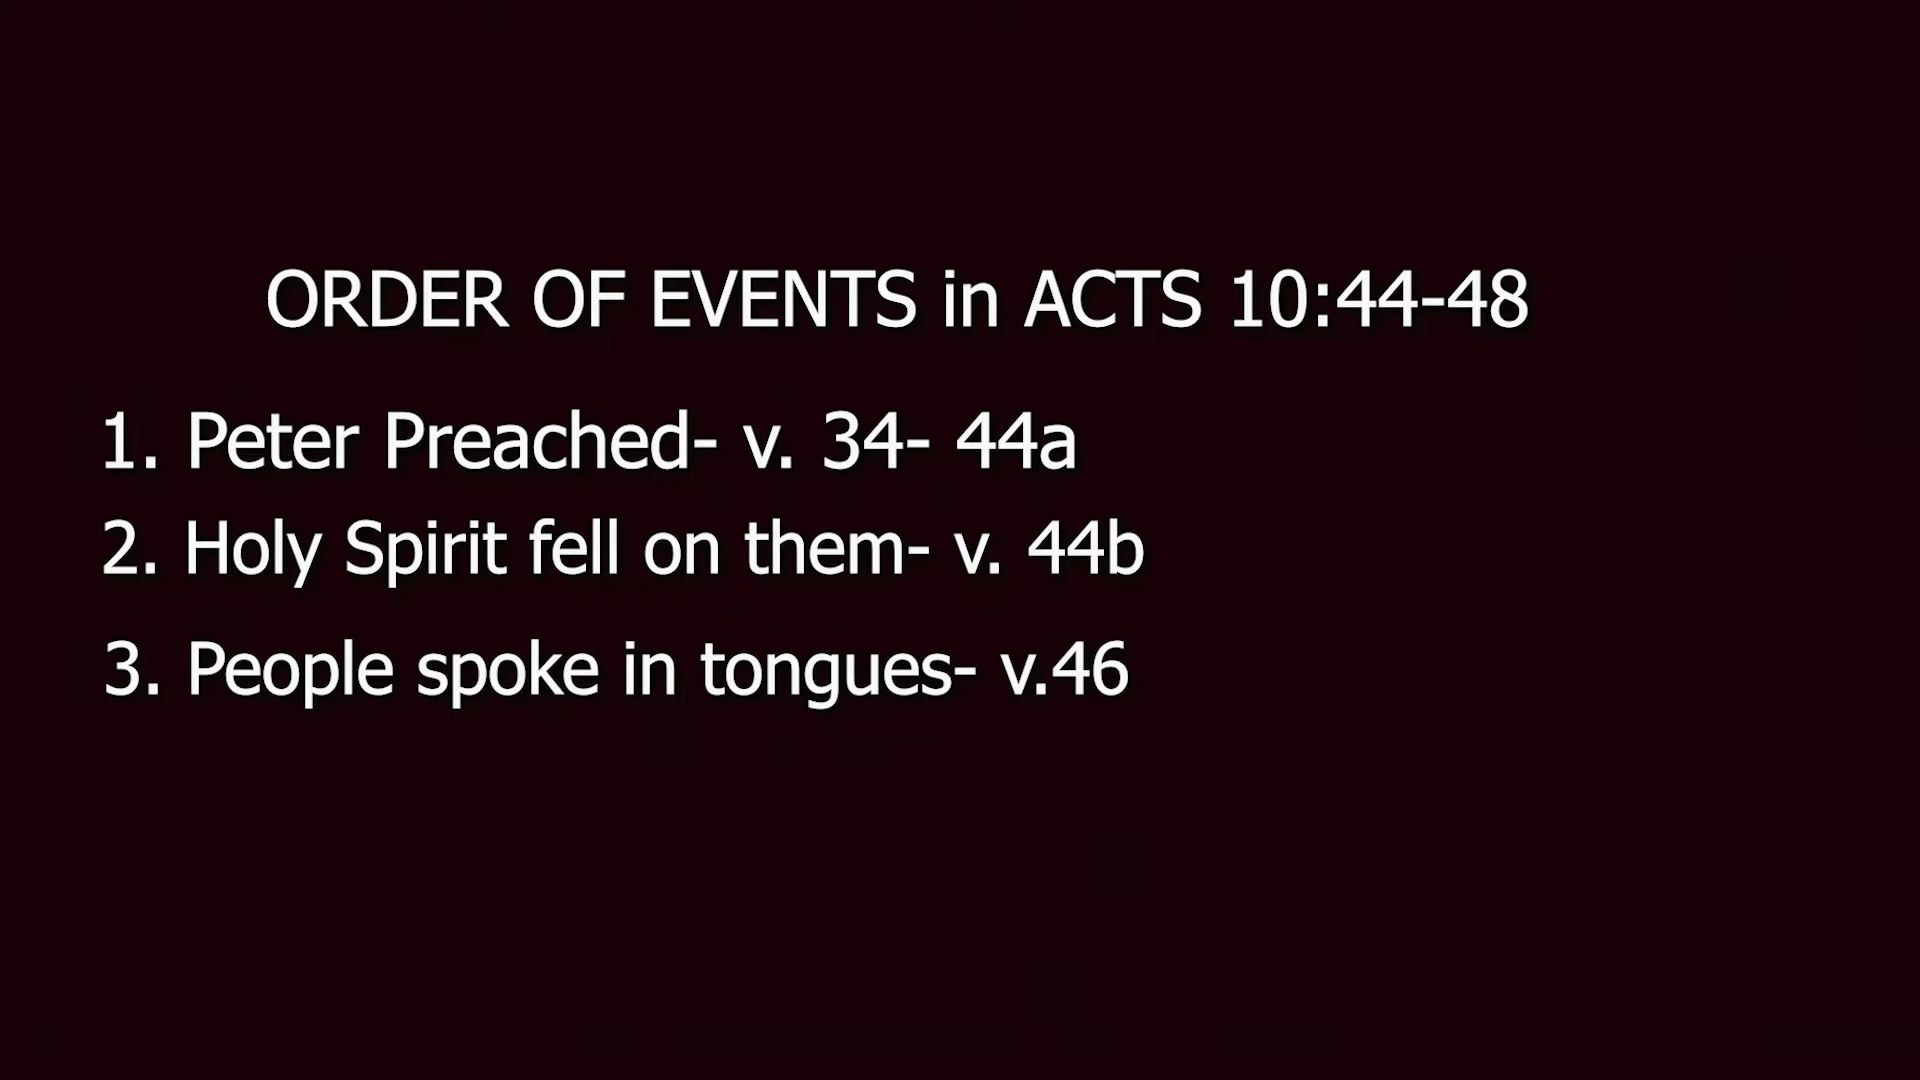 ORDER OF EVENTS in ACTS 10:44-48
1. Peter Preached- v. 34- 44a
2. Holy Spirit fell on them- v. 44b
3. People spoke in tongues- v.46